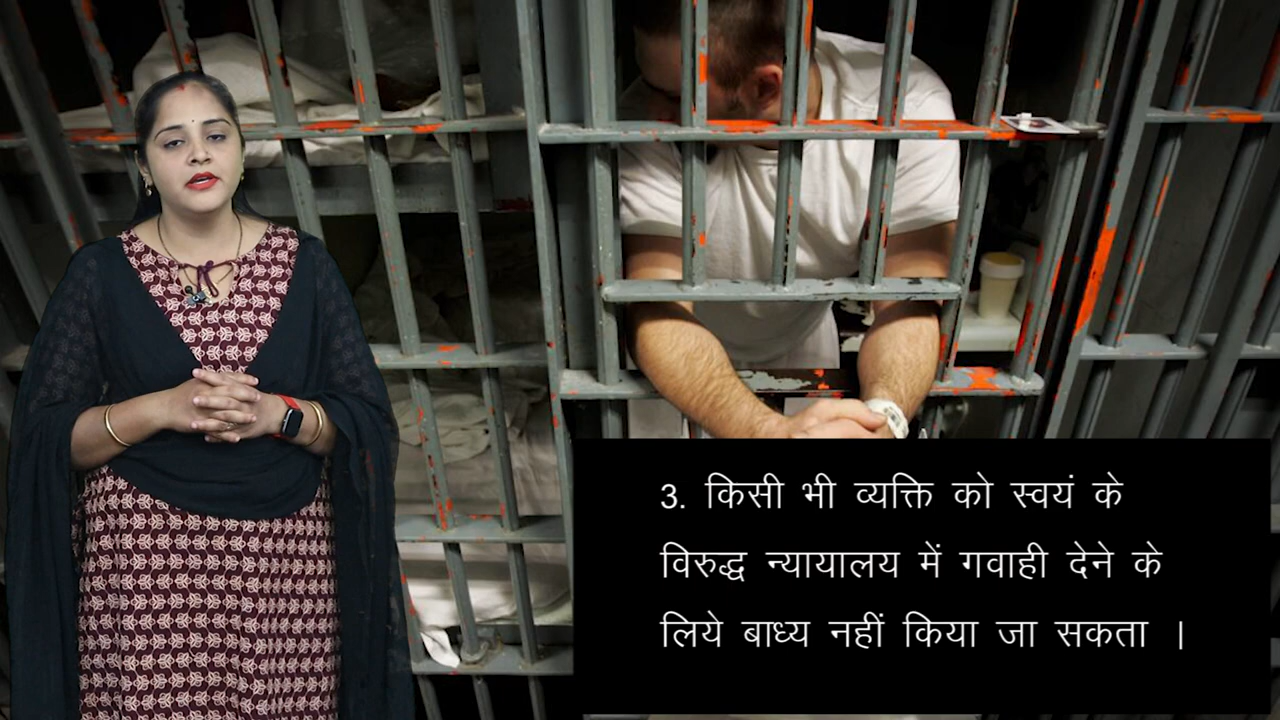 3. किसी भी व्यक्ति को स्वयं के
विरुद्ध न्यायालय में गवाही देने के
लिये बाध्य नहीं किया जा सकता ।